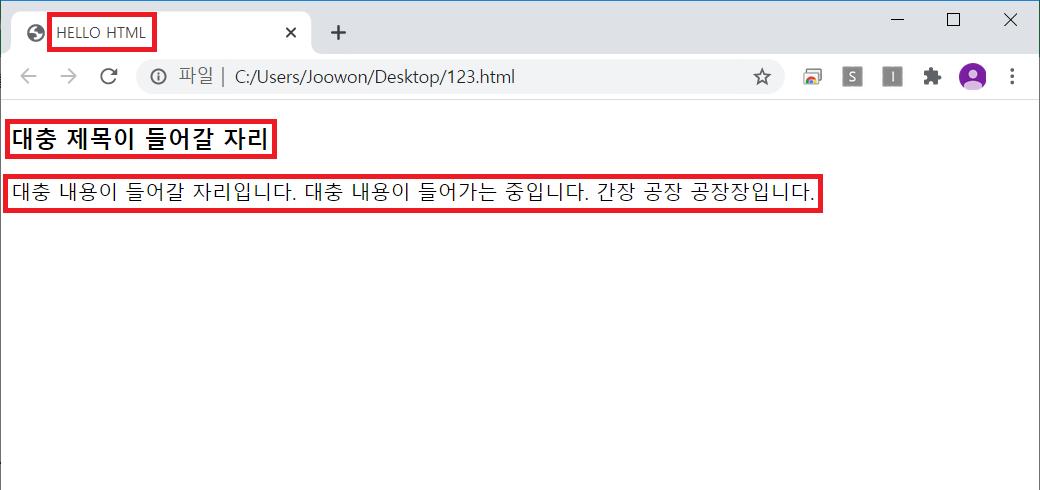 HELLO HTML
파일 | C:/Users/Joowon/Desktop/123.html
S
I
대충 제목이 들어갈 자리
대충 내용이 들어갈 자리입니다. 대충 내용이 들어가는 중입니다. 간장 공장 공장장입니다.